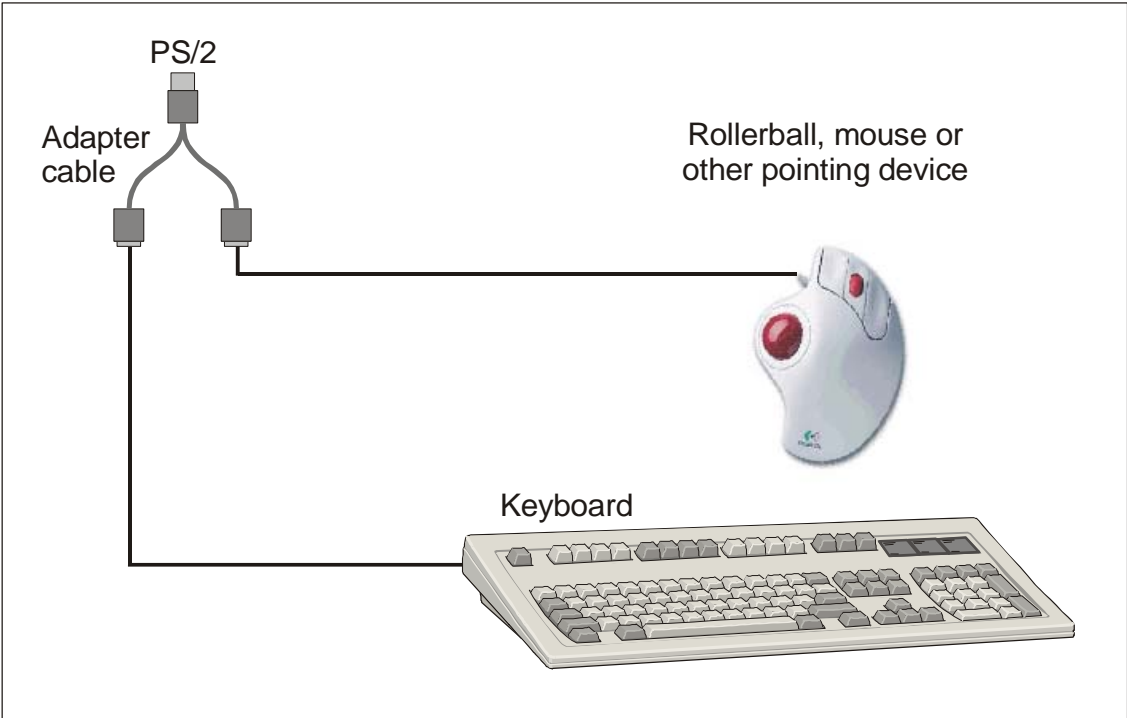 PS/2
Adapter
cable
Rollerball, mouse or
other pointing device
Keyboard